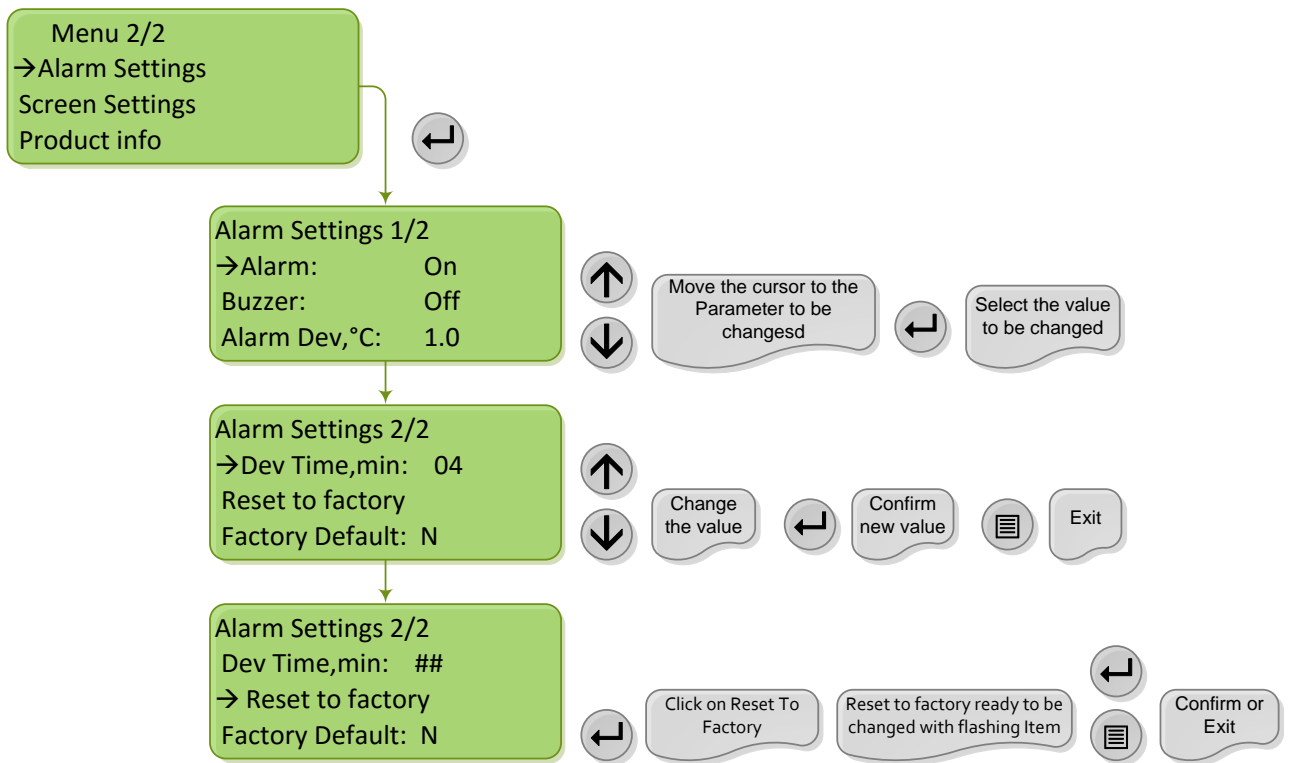 Menu 2/2
→Alarm Settings
Screen Settings
Product info
Alarm Settings 1/2
→Alarm: On
Buzzer: Off
Alarm Dev,°C: 1.0
Move the cursor to the
Parameter to be
changesd
Select the value
to be changed
Alarm Settings 2/2
→Dev Time,min: 04
Reset to factory
Factory Default: N
Change
the value
Confirm
new value
Exit
Alarm Settings 2/2
Dev Time,min: ##
→ Reset to factory
Factory Default: N
Click on Reset To
Factory
Reset to factory ready to be
changed with flashing Item
Confirm or
Exit